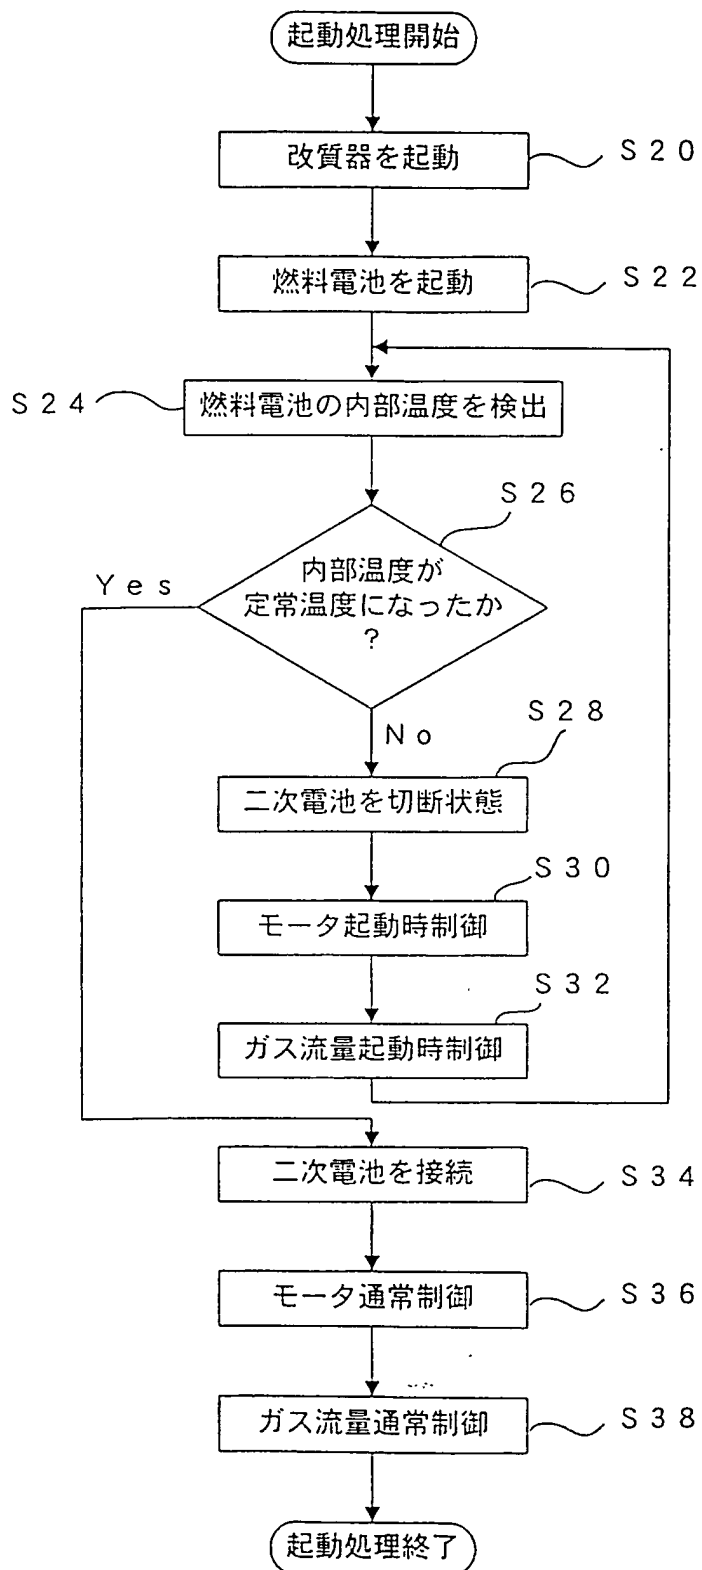 起動処理開始
改質器を起動
S20
燃料電池を起動
S22
S24
燃料電池の内部温度を検出
S26
内部温度が
定常温度になったか
?
Yes
No
S28
二次電池を切断状態
S30
モータ起動時制御
S32
ガス流量起動時制御
二次電池を接続
S34
モータ通常制御
S36
ガス流量通常制御
S38
起動処理終了